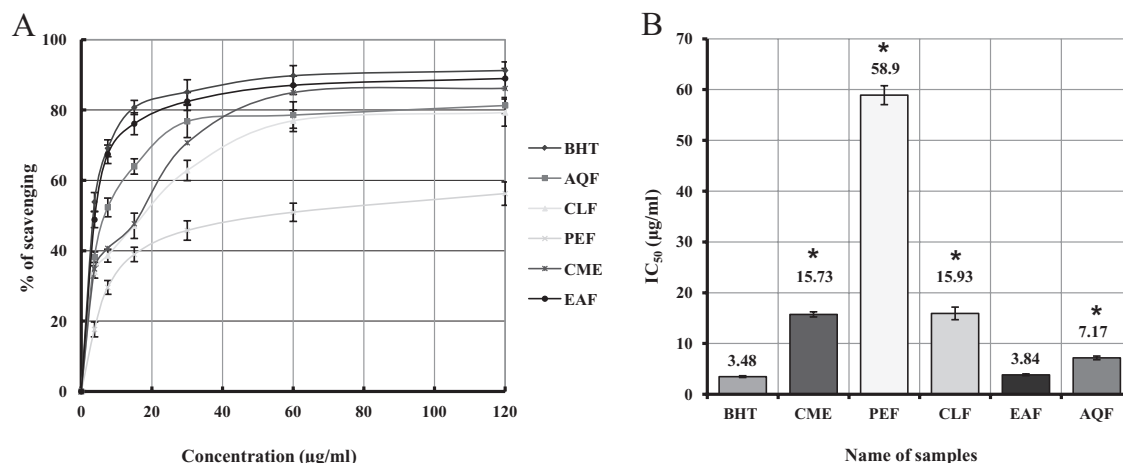 A
% of scavenging
100
80
60
40
20
0
0 20 40 60 80 100 120
Concentration (µg/ml)
BHT
AQF
CLF
PEF
CME
EAF
B
IC50 (µg/ml)
70
60
50
40
30
20
10
0
3.48
*
15.73
*
58.9
*
15.93
3.84
*
7.17
BHT CME PEF CLF EAF AQF
Name of samples